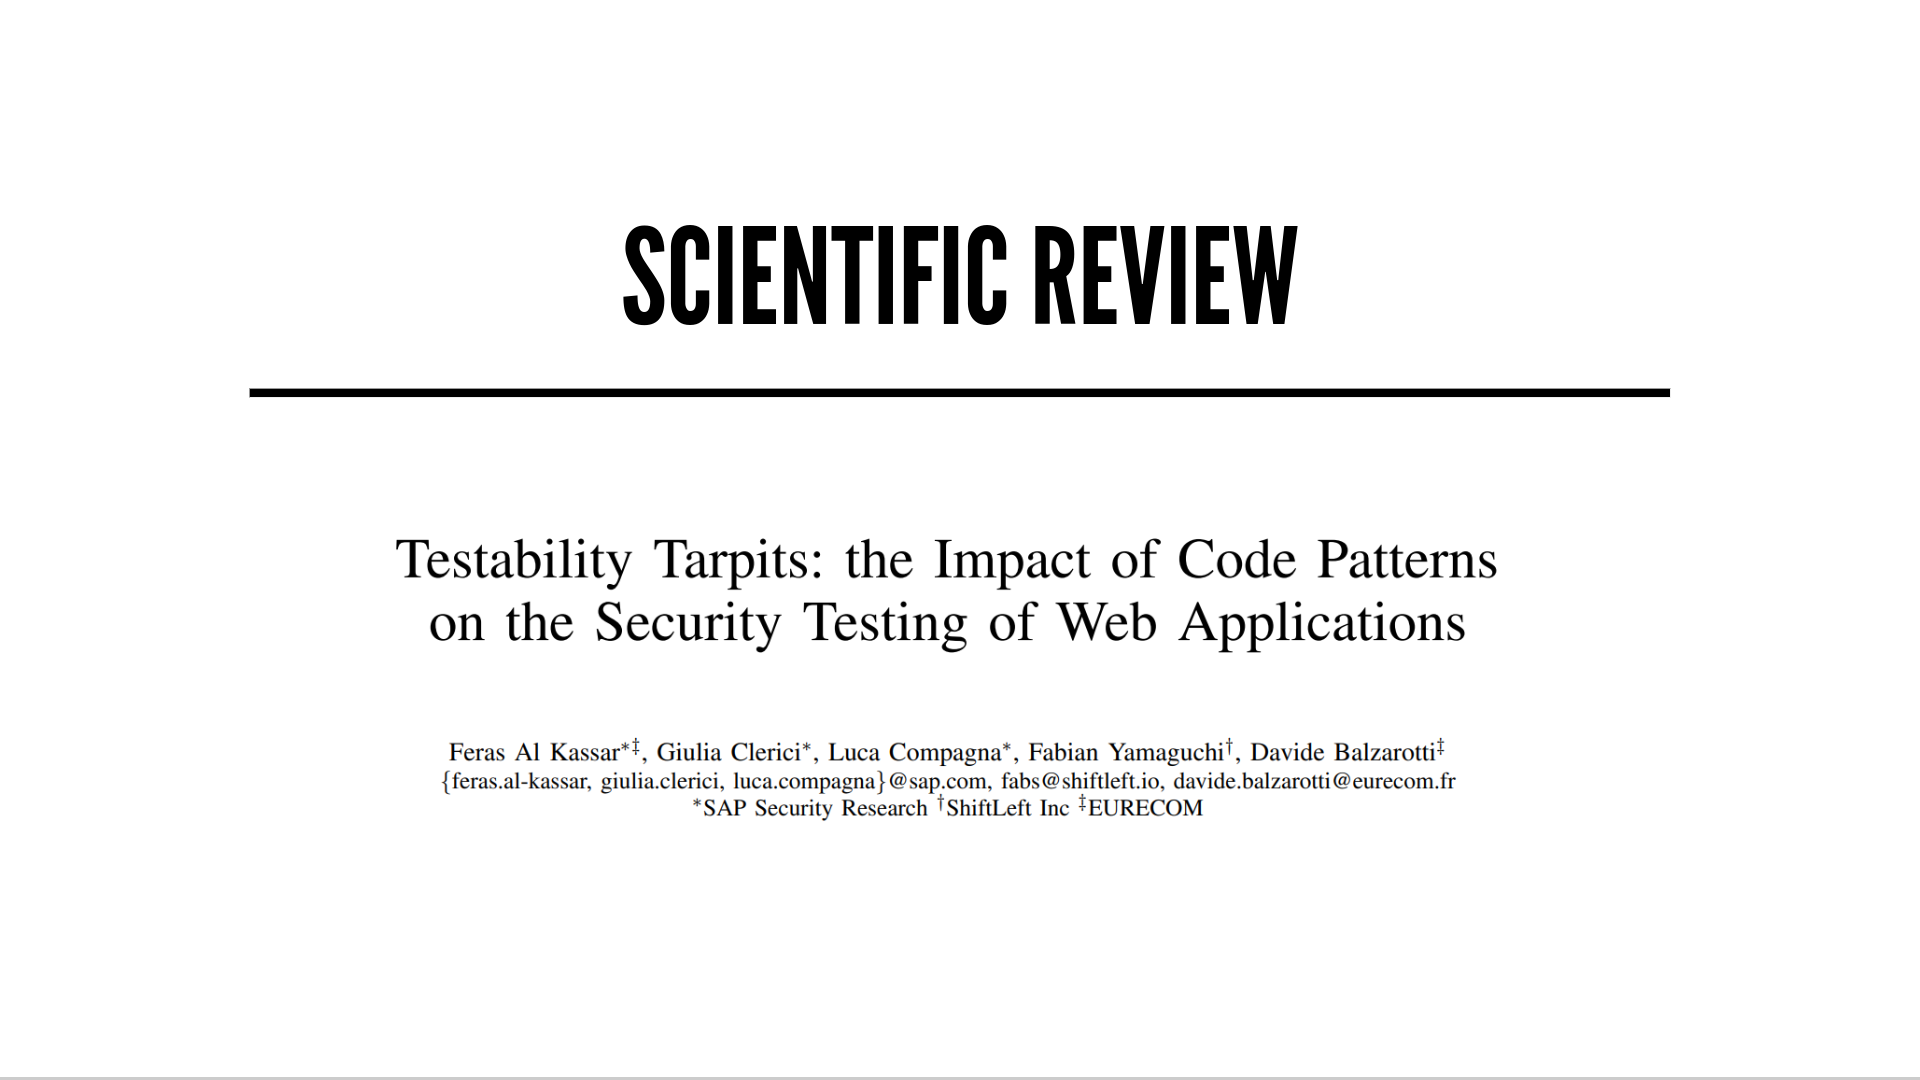 SCIENTIFIC REVIEW
Testability Tarpits: the Impact of Code Patterns
on the Security Testing of Web Applications
Feras Al Kassar*‡, Giulia Clerici*, Luca Compagna*, Fabian Yamaguchi†, Davide Balzarotti‡
{feras.al-kassar, giulia.clerici, luca.compagna}@sap.com, fabs@shiftleft.io, davide.balzarotti@eurecom.fr
*SAP Security Research †ShiftLeft Inc ‡EURECOM